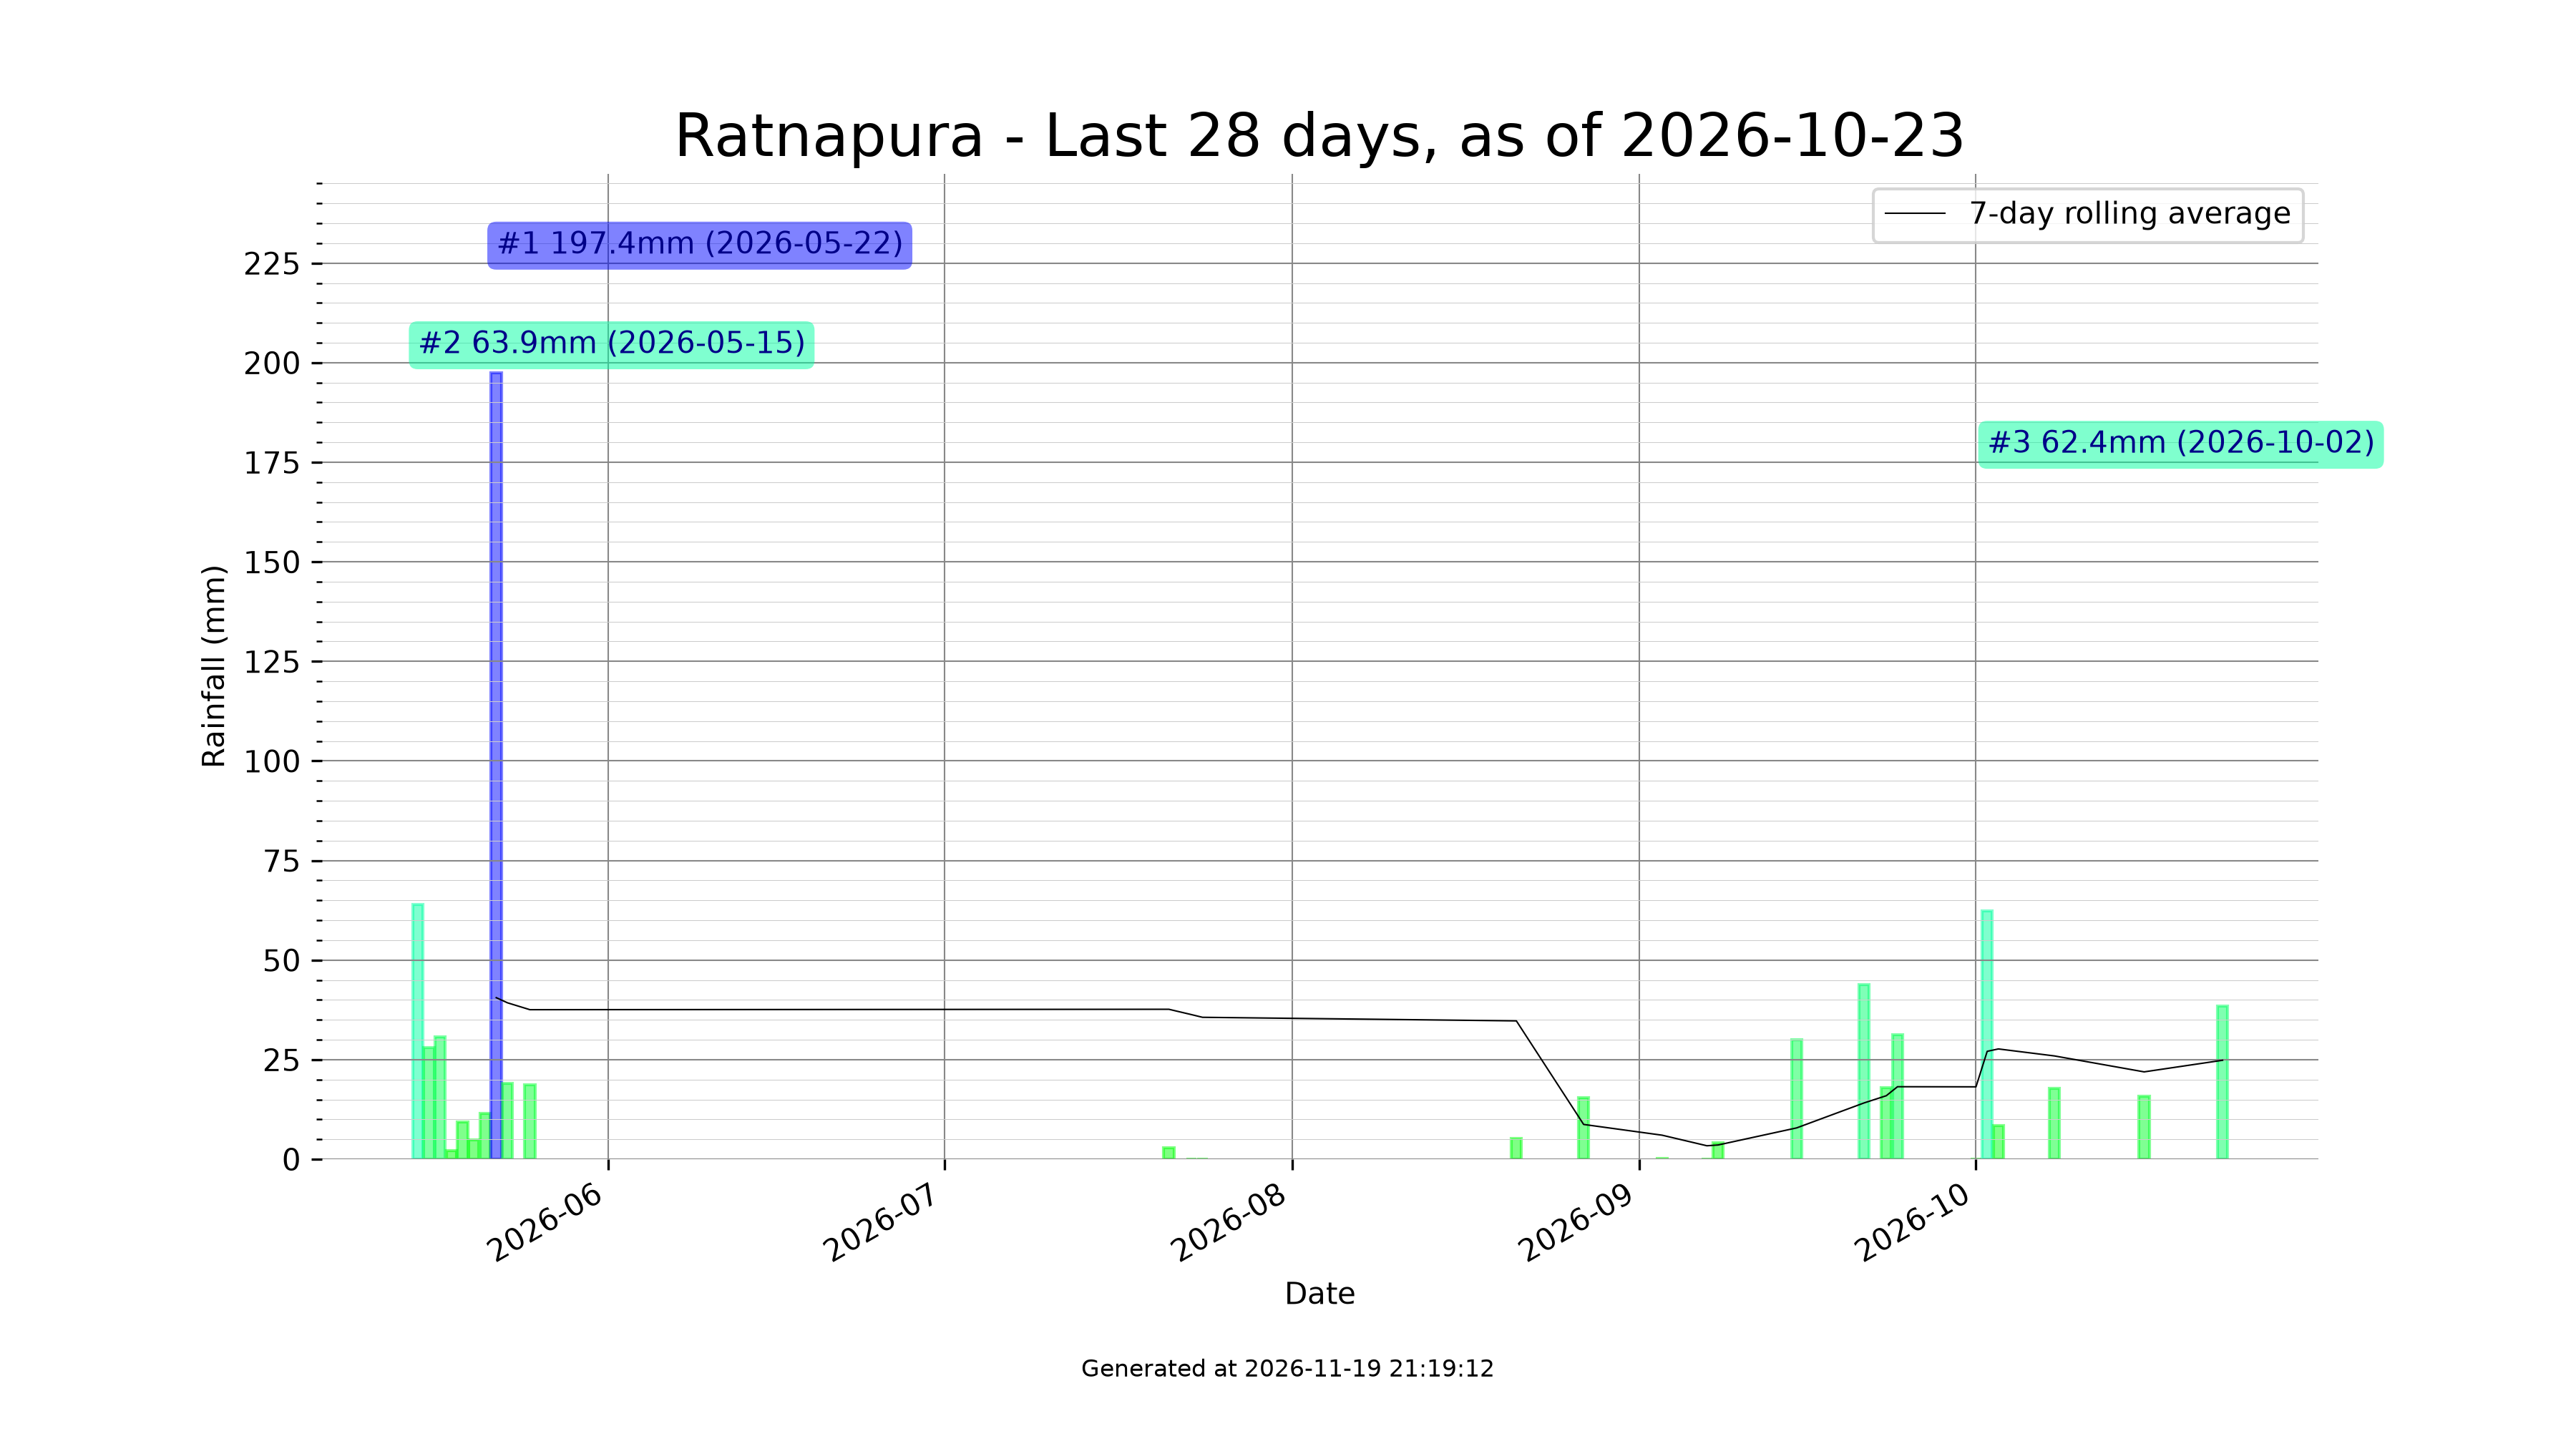 Ratnapura - Last 28 days, as of 2026-10-23
7-day rolling average
#1 197.4mm (2026-05-22)
#2 63.9mm (2026-05-15)
#3 62.4mm (2026-10-02)
Rainfall (mm)
225
200
175
150
125
100
75
50
25
0
2026-06
2026-07
2026-08
2026-09
2026-10
Date
Generated at 2026-11-19 21:19:12